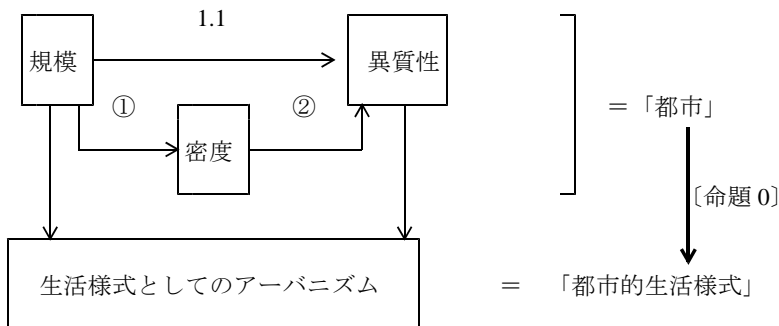 1.1
規模
異質性
①
②
=「都市」
密度
〔命題 0〕
生活様式としてのアーバニズム
=
「都市的生活様式」